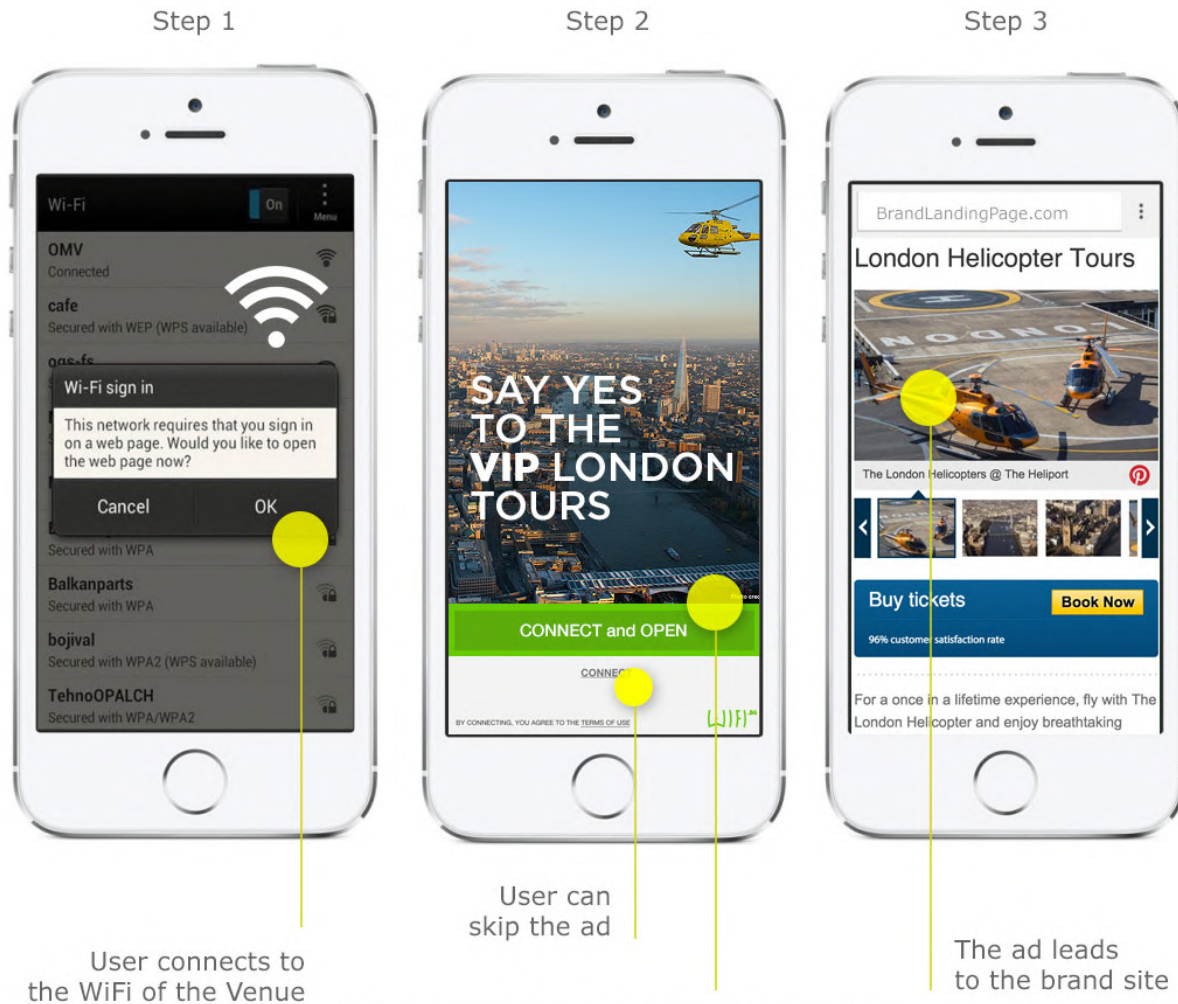 Step 1
Step 2
Step 3
Wi-Fi
On
Menu
OMV
Connected
cafe
Secured with WEP (WPS available)
ogs-fs
Wi-Fi sign in
This network requires that you sign in
on a web page. Would you like to open
the web page now?
Cancel
OK
Secured with WPA
Balkanparts
Secured with WPA
bojival
Secured with WPA2 (WPS available)
TehnoOPALCH
Secured with WPA/WPA2
User connects to
the WiFi of the Venue
SAY YES
TO THE
VIP LONDON
TOURS
CONNECT and OPEN
CONNECT
BY CONNECTING, YOU AGREE TO THE TERMS OF USE
WIFI
User can
skip the ad
BrandLandingPage.com
London Helicopter Tours
LONDON
H
The London Helicopters @ The Heliport
Buy tickets
Book Now
96% customer satisfaction rate
For a once in a lifetime experience, fly with The
London Helicopter and enjoy breathtaking
The ad leads
to the brand site